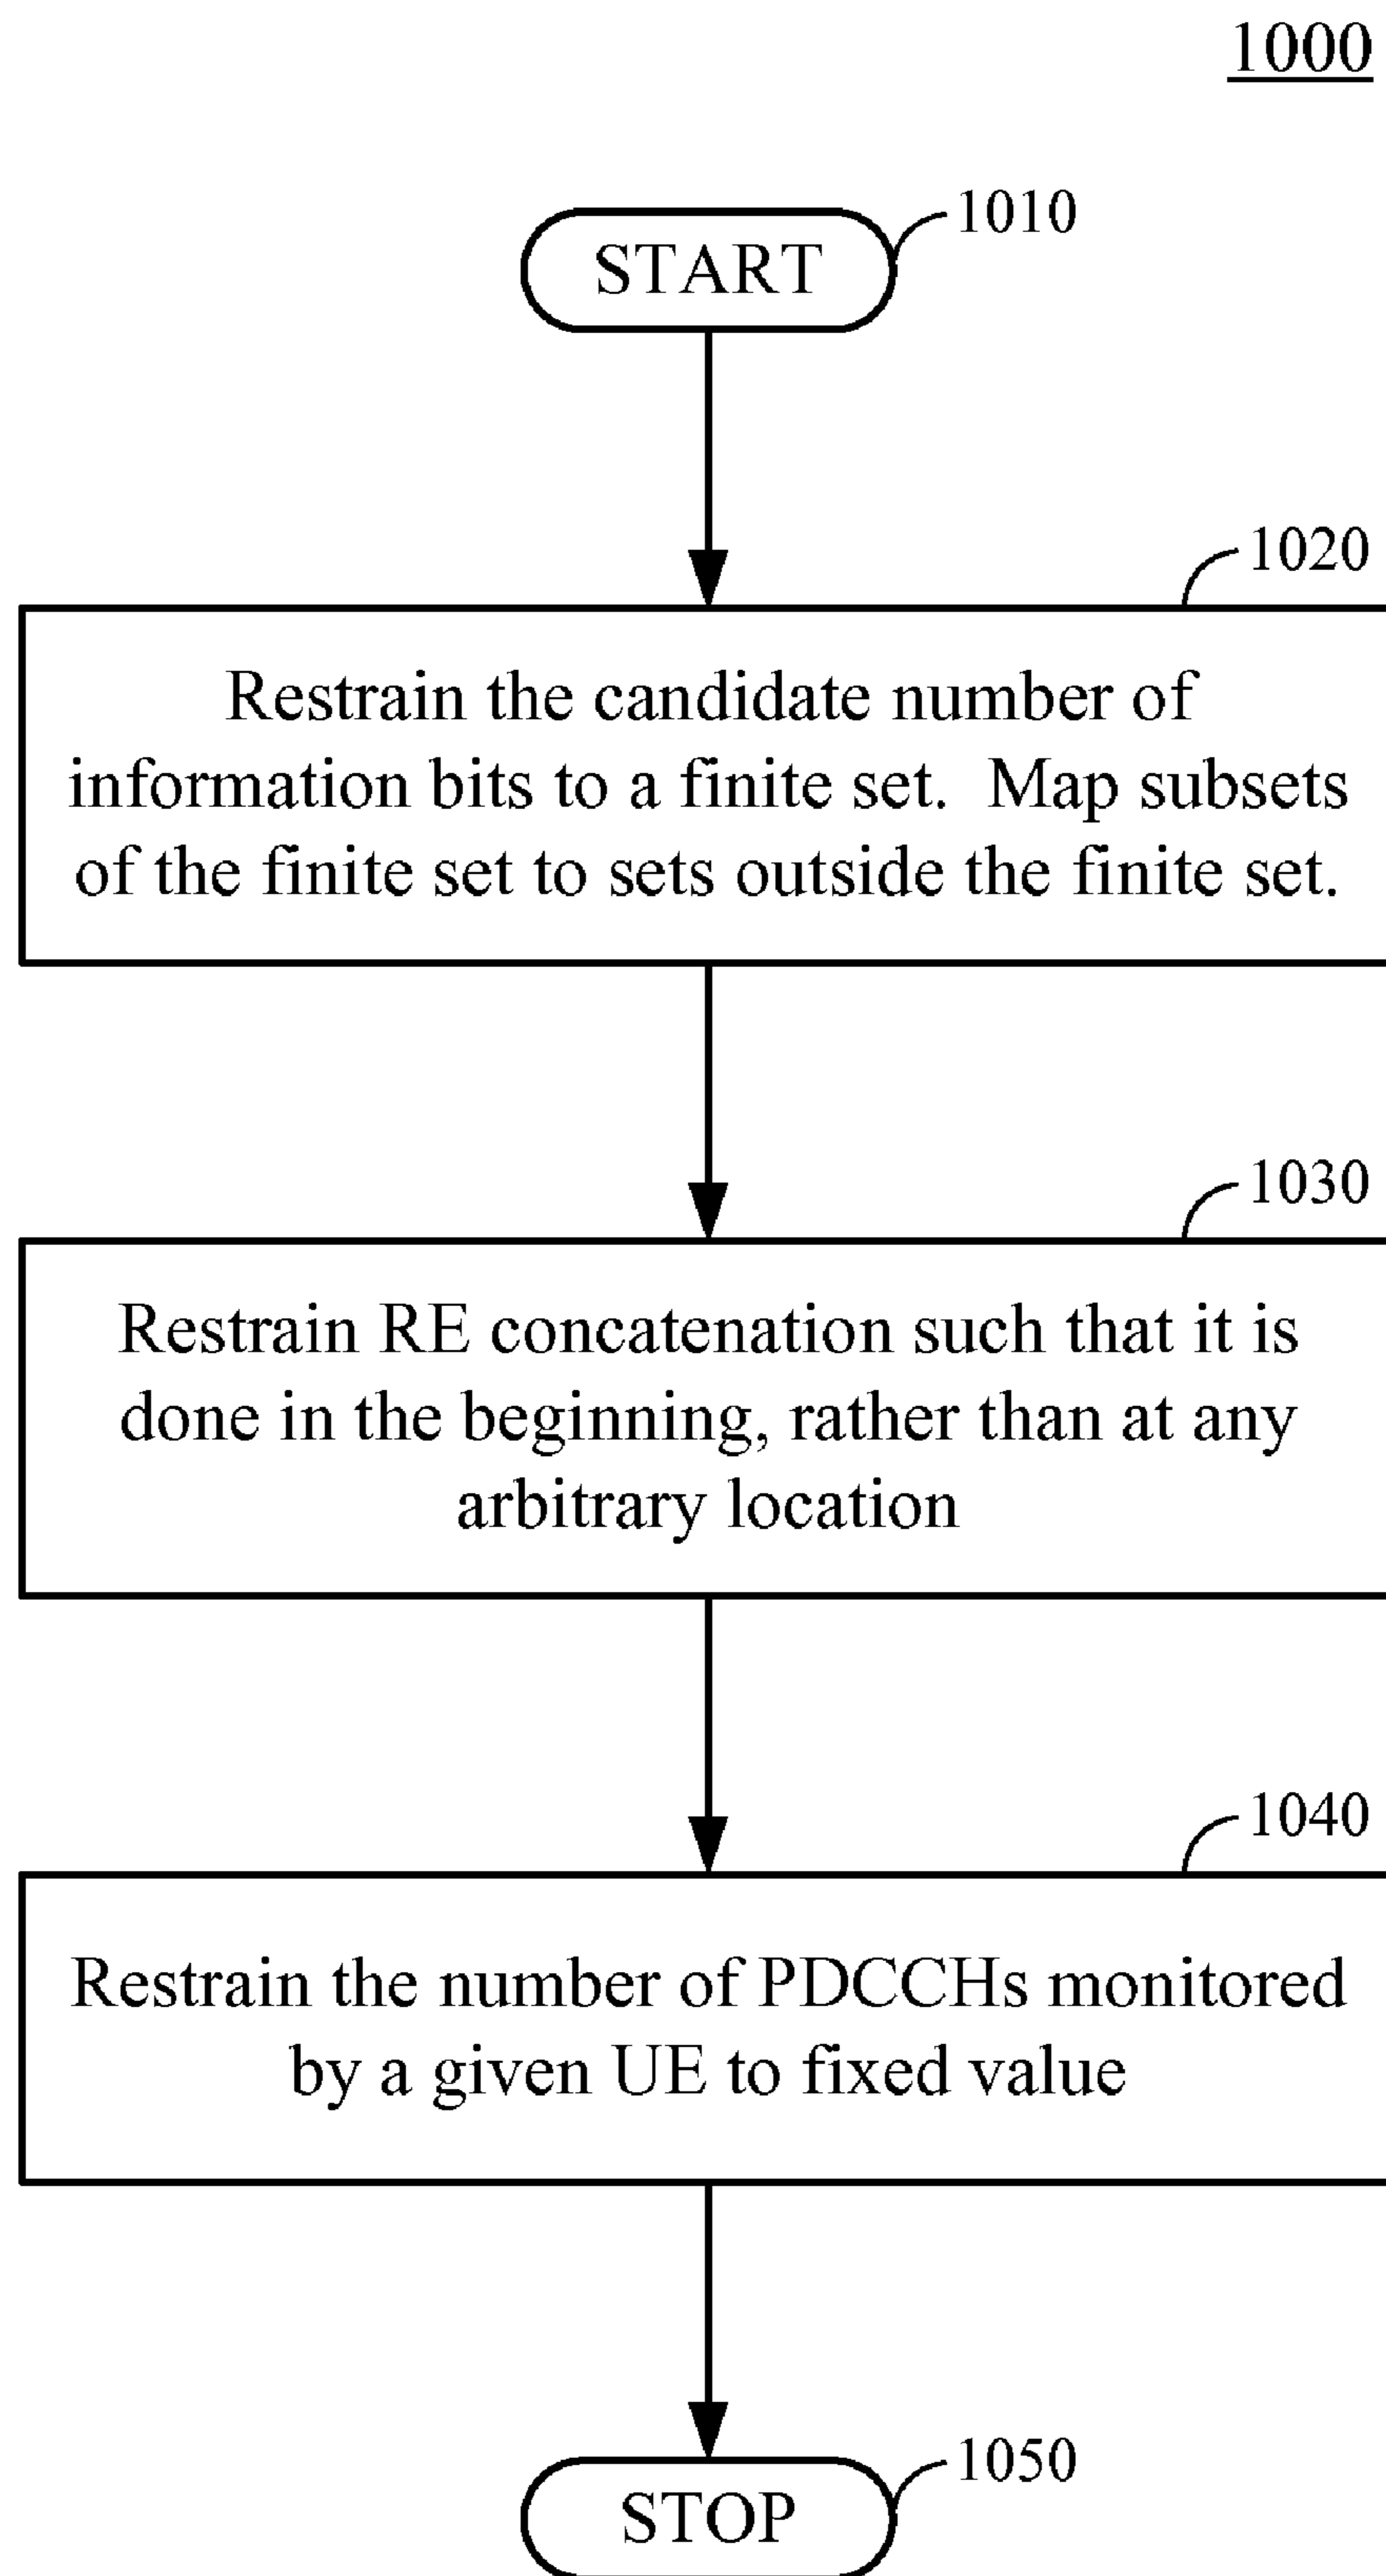 1000
1010
START
1020
Restrain the candidate number of
information bits to a finite set.  Map subsets
of the finite set to sets outside the finite set.
1030
Restrain RE concatenation such that it is
done in the beginning, rather than at any
arbitrary location
1040
Restrain the number of PDCCHs monitored
by a given UE to fixed value
1050
STOP